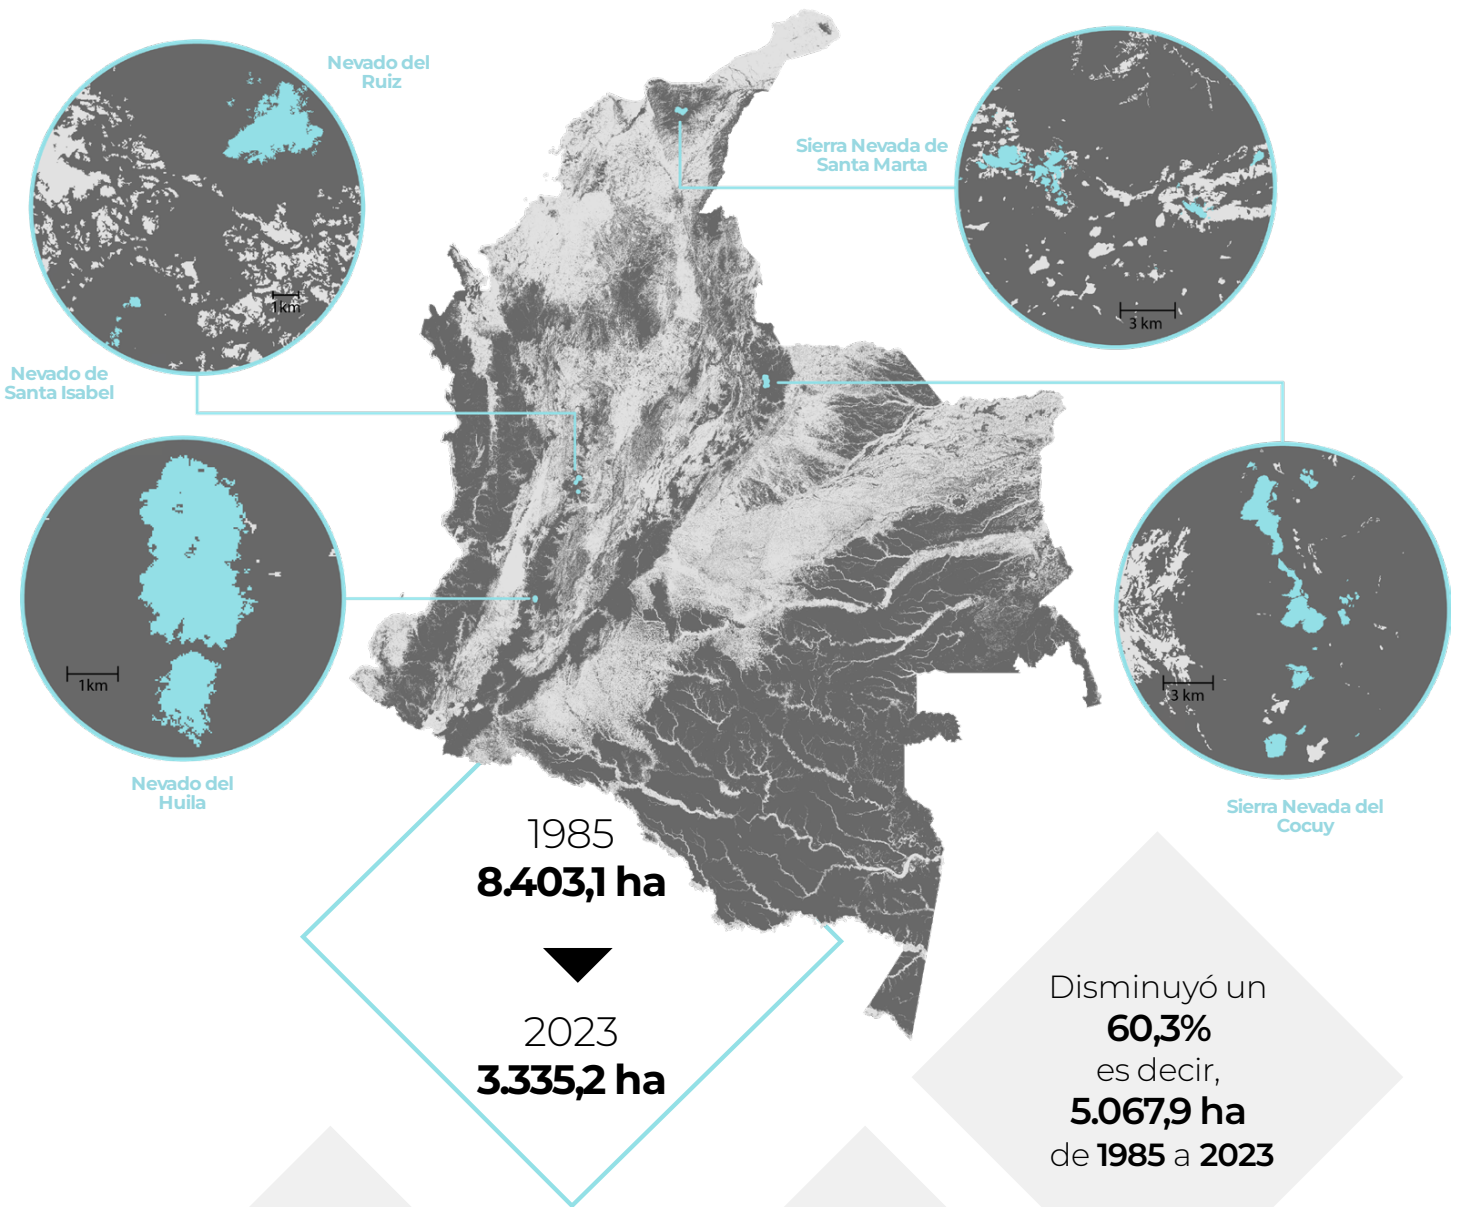 Nevado del
Ruiz
1km
Nevado de
Santa Isabel
Sierra Nevada de
Santa Marta
3 km
1km
Nevado del
Huila
3 km
Sierra Nevada del
Cocuy
1985
8.403,1 ha
2023
3.335,2 ha
Disminuyó un
60,3%
es decir,
5.067,9 ha
de 1985 a 2023